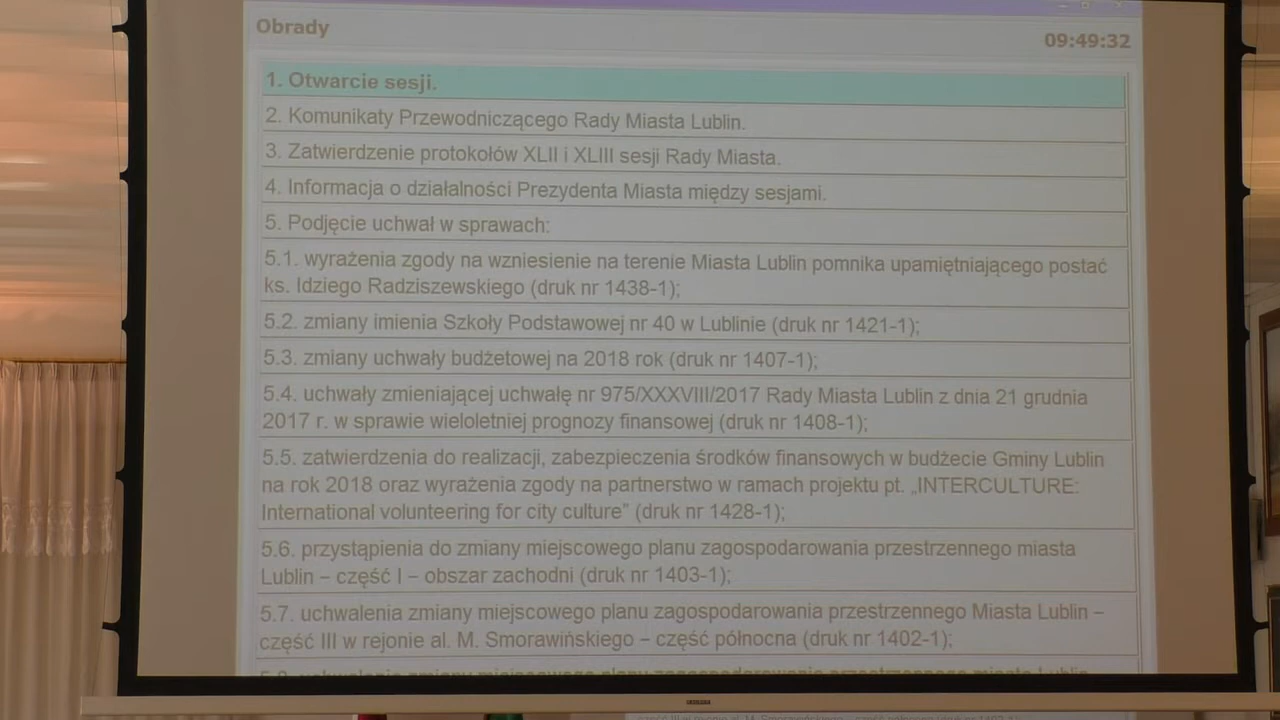 Obrady
09:49:32
1. Otwarcie sesji.
2. Komunikaty Przewodniczącego Rady Miasta Lublin.
3. Zatwierdzenie protokołów XLII i XLIII sesji Rady Miasta.
4. Informacja o działalności Prezydenta Miasta między sesjami.
5. Podjęcie uchwał w sprawach:
5.1. wyrażenia zgody na wzniesienie na terenie Miasta Lublin pomnika upamiętniającego postać
ks. Idziego Radziszewskiego (druk nr 1438-1);
5.2. zmiany imienia Szkoły Podstawowej nr 40 w Lublinie (druk nr 1421-1);
5.3. zmiany uchwały budżetowej na 2018 rok (druk nr 1407-1);
5.4. uchwały zmieniającej uchwałę nr 975/XXXVIII/2017 Rady Miasta Lublin z dnia 21 grudnia
2017 r. w sprawie wieloletniej prognozy finansowej (druk nr 1408-1);
5.5. zatwierdzenia do realizacji, zabezpieczenia środków finansowych w budżecie Gminy Lublin
na rok 2018 oraz wyrażenia zgody na partnerstwo w ramach projektu pt. „INTERCULTURE:
International volunteering for city culture” (druk nr 1428-1);
5.6. przystąpienia do zmiany miejscowego planu zagospodarowania przestrzennego miasta
Lublin – część I – obszar zachodni (druk nr 1403-1);
5.7. uchwalenia zmiany miejscowego planu zagospodarowania przestrzennego Miasta Lublin –
część III w rejonie al. M. Smorawińskiego – część północna (druk nr 1402-1);